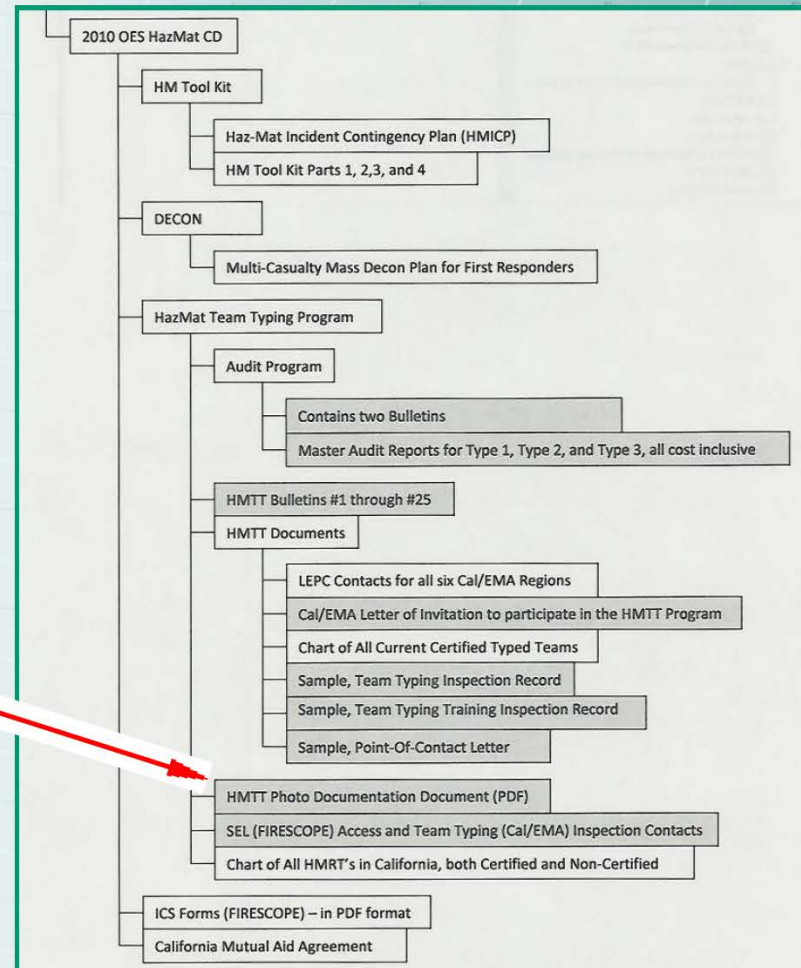 2010 OES HazMat CD
HM Tool Kit
Haz-Mat Incident Contingency Plan (HMICP)
HM Tool Kit Parts 1, 2,3, and 4
DECON
Multi-Casualty Mass Decon Plan for First Responders
HazMat Team Typing Program
Audit Program
Contains two Bulletins
Master Audit Reports for Type 1, Type 2, and Type 3, all cost inclusive
HMTT Bulletins #1 through #25
HMTT Documents
LEPC Contacts for all six Cal/EMA Regions
Cal/EMA Letter of Invitation to participate in the HMTT Program
Chart of All Current Certified Typed Teams
Sample, Team Typing Inspection Record
Sample, Team Typing Training Inspection Record
Sample, Point-Of-Contact Letter
HMTT Photo Documentation Document (PDF)
SEL (FIRESCOPE) Access and Team Typing (Cal/EMA) Inspection Contacts
Chart of All HMRT's in California, both Certified and Non-Certified
ICS Forms (FIRESCOPE) – in PDF format
California Mutual Aid Agreement